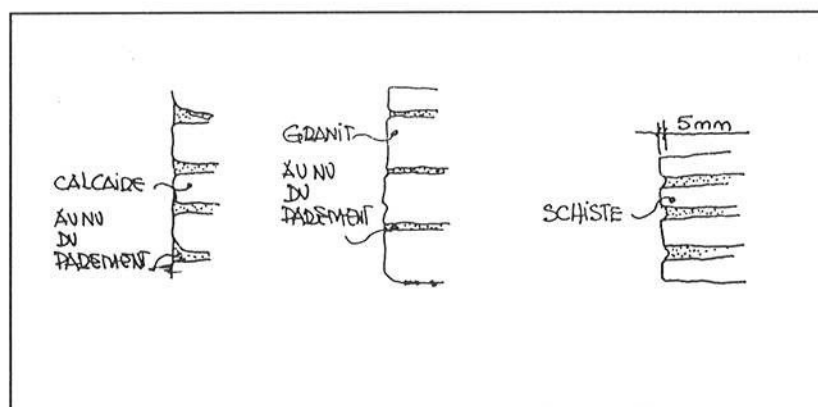 CALCAIRE
AU NU
DU
PAREMENT
GRANIT
AU NU
DU
PAREMENT
5mm
SCHISTE